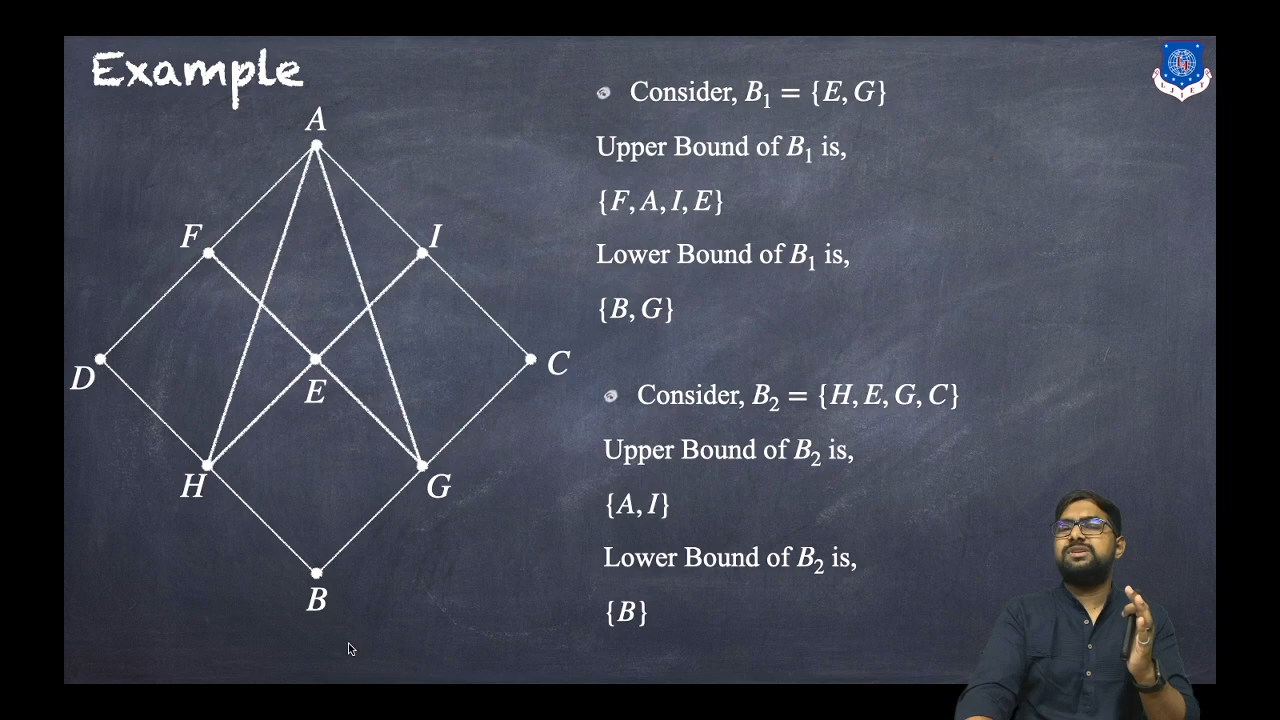 Example
A
F
I
D
E
C
H
G
B
Consider, B₁ = {E, G}
Upper Bound of B₁ is,
{F, A, I, E}
Lower Bound of B₁ is,
{B, G}
Consider, B₂ = {H, E, G, C}
Upper Bound of B₂ is,
{A, I}
Lower Bound of B₂ is,
{B}